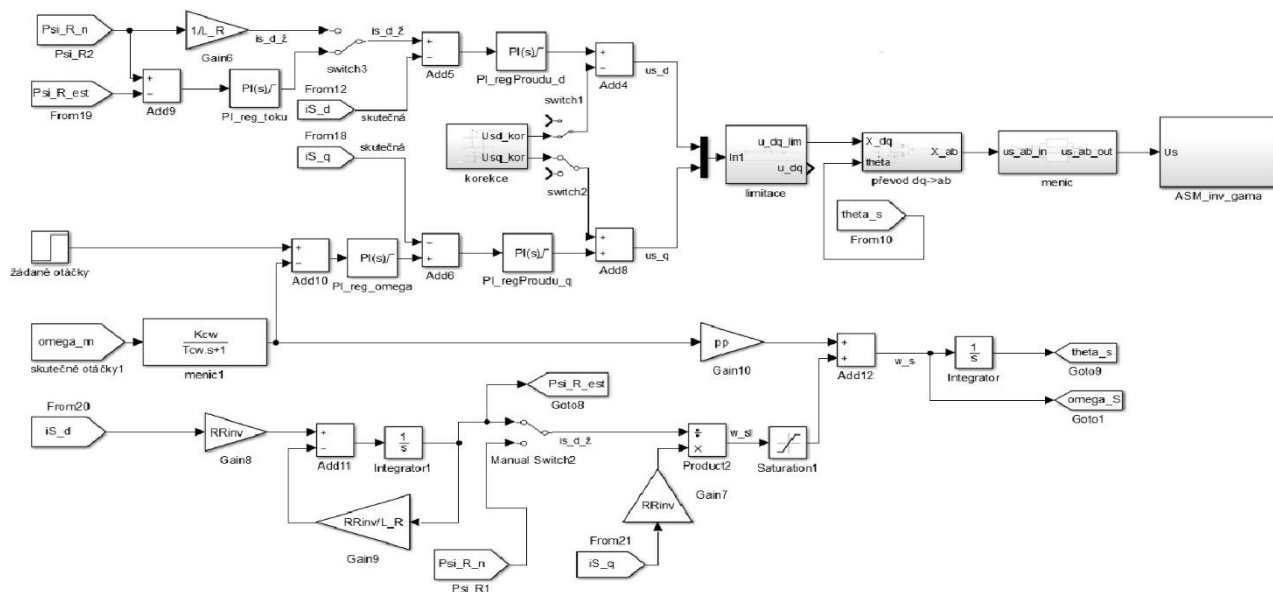 Psi_R_n
Psi_R2
1/L_R
Gain6
is_d_ž
switch3
is_d_ž
Psi_R_est
From19
+
−
Add9
PI(s)
PI_reg_toku
+
−
Add5
PI(s)
PI_regProudu_d
+
−
Add4
us_d
From12
iS_d
skutečná
From18
iS_q
skutečná
switch1
Usd_kor
Usq_kor
korekce
switch2
In1
u_dq_lim
u_dq
limitace
X_dq
theta
X_ab
převod dq->ab
us_ab_in
us_ab_out
menic
Us
ASM_inv_gama
theta_s
From10
žádané otáčky
+
−
Add10
PI(s)
PI_reg_omega
−
+
Add6
PI(s)
PI_regProudu_q
+
+
Add8
us_q
omega_m
skutečné otáčky1
Kcw
Tcw.s+1
menic1
pp
Gain10
+
+
Add12
w_s
1
s
Integrator
theta_s
Goto9
omega_S
Goto1
From20
iS_d
RRinv
Gain8
+
−
Add11
1
s
Integrator1
Psi_R_est
Goto8
Manual Switch2
is_d_ž
÷
×
Product2
w_sl
Saturation1
RRinv
Gain7
From21
iS_q
RRinv/L_R
Gain9
Psi_R_n
Psi_R1